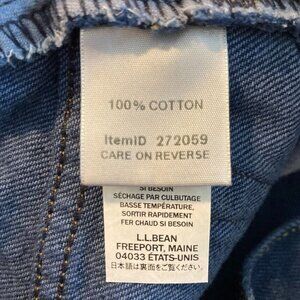 100% COTTON
ItemID 272059
CARE ON REVERSE
SI BESOIN
SÉCHAGE PAR CULBUTAGE
BASSE TEMPÉRATURE,
SORTIR RAPIDEMENT
FER CHAUD SI BESOIN
L.L.BEAN
FREEPORT, MAINE
04033 ÉTATS-UNIS
日本語は裏面をご覧ください。